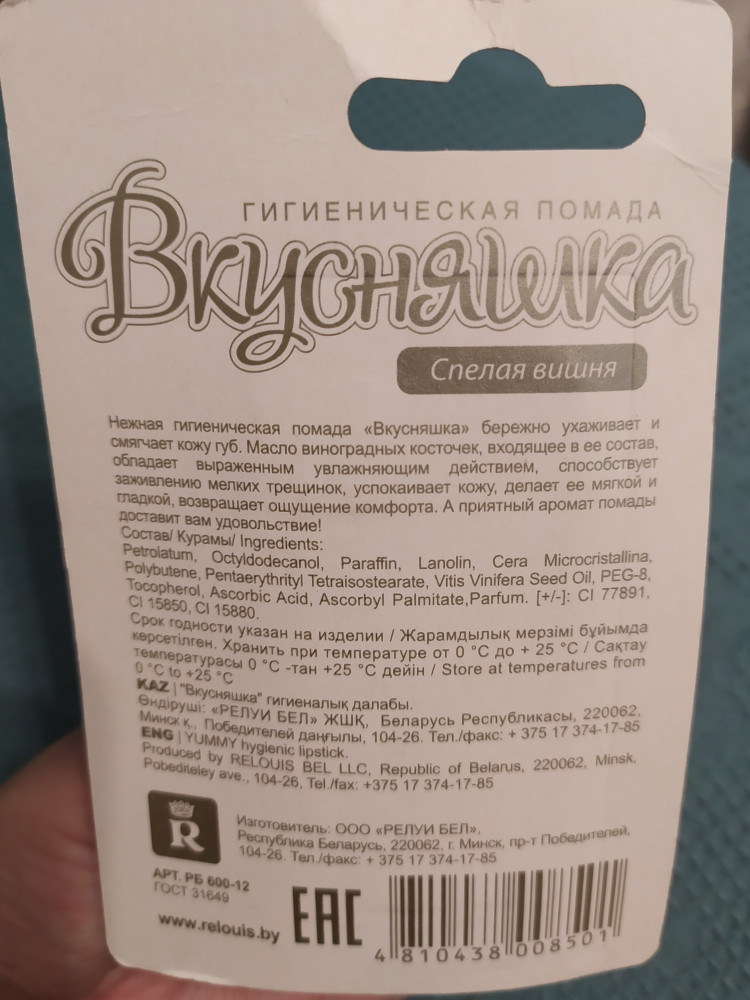 ГИГИЕНИЧЕСКАЯ ПОМАДА
Вкусняшка
Спелая вишня
Нежная гигиеническая помада «Вкусняшка» бережно ухаживает и
смягчает кожу губ. Масло виноградных косточек, входящее в ее состав,
обладает выраженным увлажняющим действием, способствует
заживлению мелких трещинок, успокаивает кожу, делает ее мягкой и
гладкой, возвращает ощущение комфорта. А приятный аромат помады
доставит вам удовольствие!
Состав/ Курамы/ Ingredients:
Petrolatum, Octyldodecanol, Paraffin, Lanolin, Cera Microcristallina,
Polybutene, Pentaerythrityl Tetraisostearate, Vitis Vinifera Seed Oil, PEG-8,
Tocopherol, Ascorbic Acid, Ascorbyl Palmitate,Parfum. [+/-]: CI 77891,
CI 15850, CI 15880.
Срок годности указан на изделии / Жарамдылық мерзімі бұйымда
көрсетілген. Хранить при температуре от 0 °C до + 25 °C / Сақтау
температурасы 0 °C -тан +25 °C дейін / Store at temperatures from
0 °C to +25 °C
KAZ | "Вкусняшка" гигиеналық далабы.
Өндіруші: «РЕЛУИ БЕЛ» ЖШҚ, Беларусь Республикасы, 220062,
Минск к., Победителей даңғылы, 104-26. Тел./факс: + 375 17 374-17-85
ENG | YUMMY hygienic lipstick.
Produced by RELOUIS BEL LLC, Republic of Belarus, 220062, Minsk,
Pobediteley ave., 104-26, Tel./fax: +375 17 374-17-85
R
Изготовитель: ООО «РЕЛУИ БЕЛ»,
Республика Беларусь, 220062, г. Минск, пр-т Победителей,
104-26. Тел./факс: + 375 17 374-17-85
АРТ. РБ 600-12
ГОСТ 31649
www.relouis.by
EAC
4 810438 008501